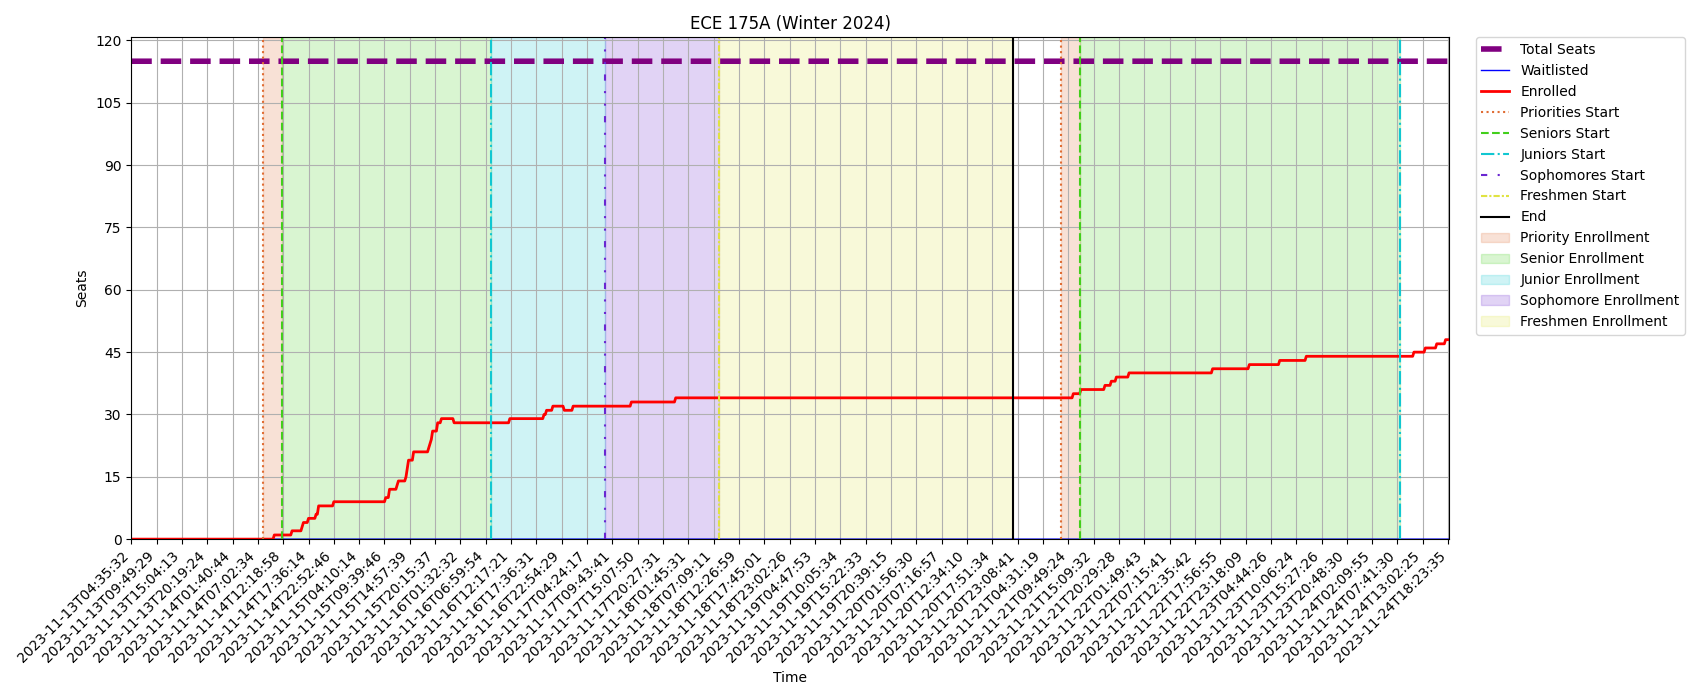 ECE 175A (Winter 2024)
120
105
90
75
60
45
30
15
0
Seats
2023-11-13T04:35:32
2023-11-13T09:49:29
2023-11-13T15:04:13
2023-11-13T20:19:24
2023-11-14T01:40:44
2023-11-14T07:02:34
2023-11-14T12:18:58
2023-11-14T17:36:14
2023-11-14T22:52:46
2023-11-15T04:10:14
2023-11-15T09:39:46
2023-11-15T14:57:39
2023-11-15T20:15:37
2023-11-16T01:32:32
2023-11-16T06:59:54
2023-11-16T12:17:21
2023-11-16T17:36:31
2023-11-16T22:54:29
2023-11-17T04:24:17
2023-11-17T09:43:41
2023-11-17T15:07:50
2023-11-17T20:27:31
2023-11-18T01:45:31
2023-11-18T07:09:11
2023-11-18T12:26:59
2023-11-18T17:45:01
2023-11-18T23:02:26
2023-11-19T04:47:53
2023-11-19T10:05:34
2023-11-19T15:22:33
2023-11-19T20:39:15
2023-11-20T01:56:30
2023-11-20T07:16:57
2023-11-20T12:34:10
2023-11-20T17:51:34
2023-11-20T23:08:41
2023-11-21T04:31:19
2023-11-21T09:49:24
2023-11-21T15:09:32
2023-11-21T20:29:28
2023-11-22T01:49:43
2023-11-22T07:15:41
2023-11-22T12:35:42
2023-11-22T17:56:55
2023-11-22T23:18:09
2023-11-23T04:44:26
2023-11-23T10:06:24
2023-11-23T15:27:26
2023-11-23T20:48:30
2023-11-24T02:09:55
2023-11-24T07:41:30
2023-11-24T13:02:25
2023-11-24T18:23:35
Time
Total Seats
Waitlisted
Enrolled
Priorities Start
Seniors Start
Juniors Start
Sophomores Start
Freshmen Start
End
Priority Enrollment
Senior Enrollment
Junior Enrollment
Sophomore Enrollment
Freshmen Enrollment